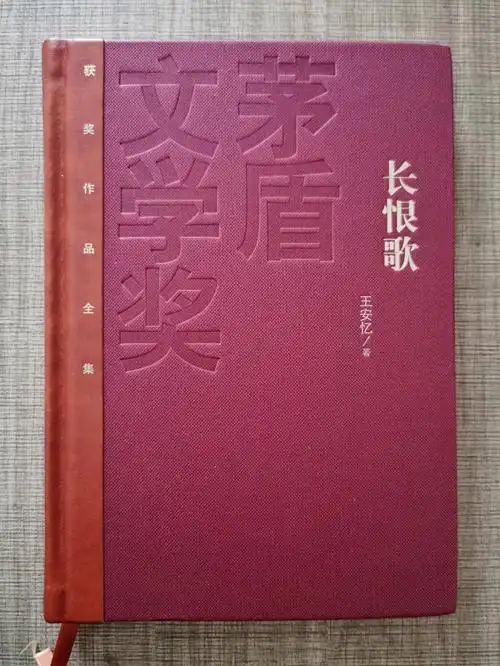 获奖作品全集
茅盾
文学奖
长恨歌
王安忆/著